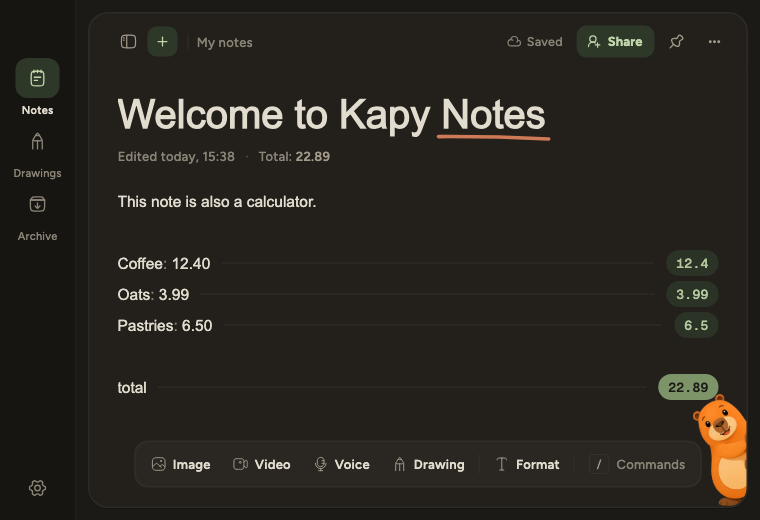 My notes
Saved
Share
Notes
Drawings
Archive
Welcome to Kapy Notes
Edited today, 15:38 · Total: 22.89
This note is also a calculator.
Coffee: 12.40 12.4
Oats: 3.99 3.99
Pastries: 6.50 6.5
total 22.89
Image Video Voice Drawing Format / Commands